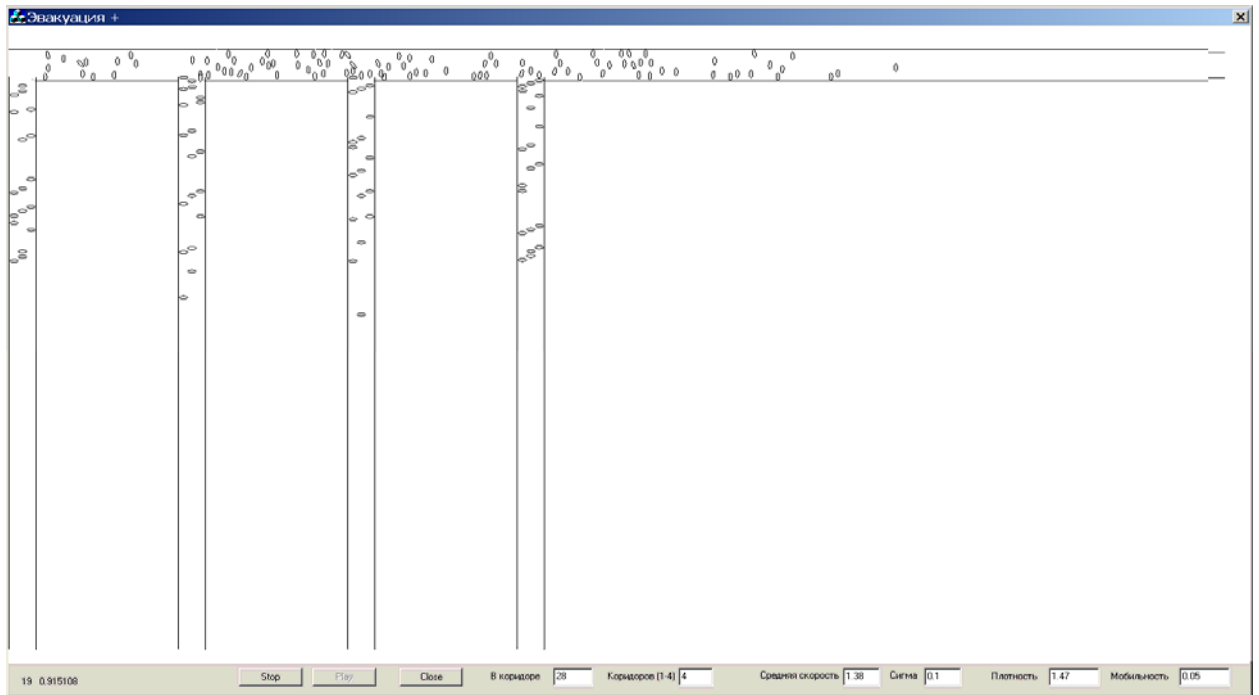 Эвакуация +
19 0.915108 Stop Play Close В коридоре 28 Коридоров (1-4) 4 Средняя скорость 1.38 Сигма 0.1 Плотность 1.47 Мобильность 0.05